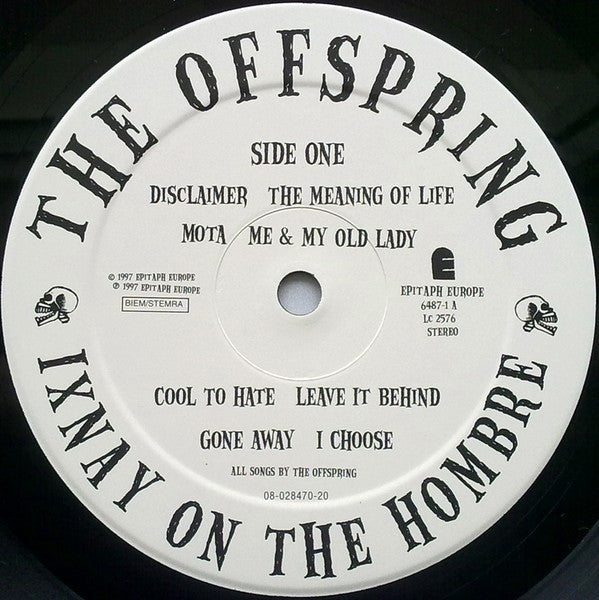 THE OFFSPRING
SIDE ONE
DISCLAIMER THE MEANING OF LIFE
MOTA ME & MY OLD LADY
© 1997 EPITAPH EUROPE
℗ 1997 EPITAPH EUROPE
BIEM/STEMRA
E
EPITAPH EUROPE
6487-1 A
LC 2576
STEREO
COOL TO HATE LEAVE IT BEHIND
GONE AWAY I CHOOSE
ALL SONGS BY THE OFFSPRING
08-028470-20
IXNAY ON THE HOMBRE